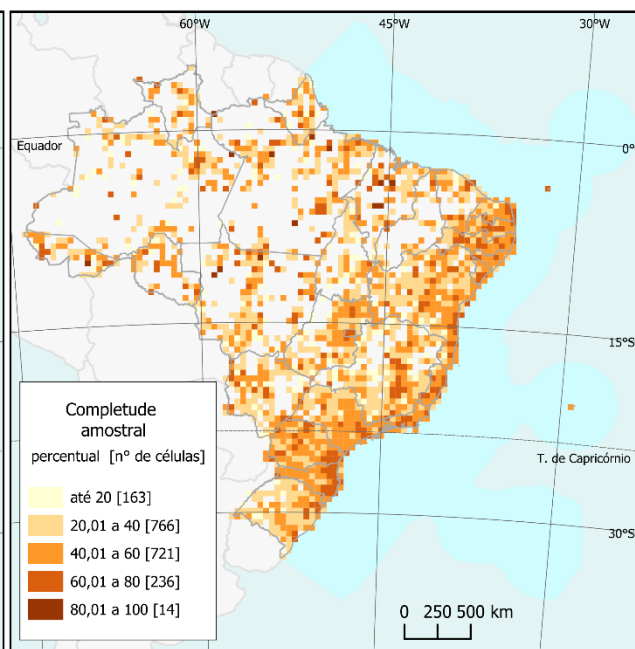 60°W
45°W
30°W
Equador
0°
15°S
Completude
amostral
percentual [n° de células]
até 20 [163]
20,01 a 40 [766]
40,01 a 60 [721]
60,01 a 80 [236]
80,01 a 100 [14]
T. de Capricórnio
30°S
0 250 500 km